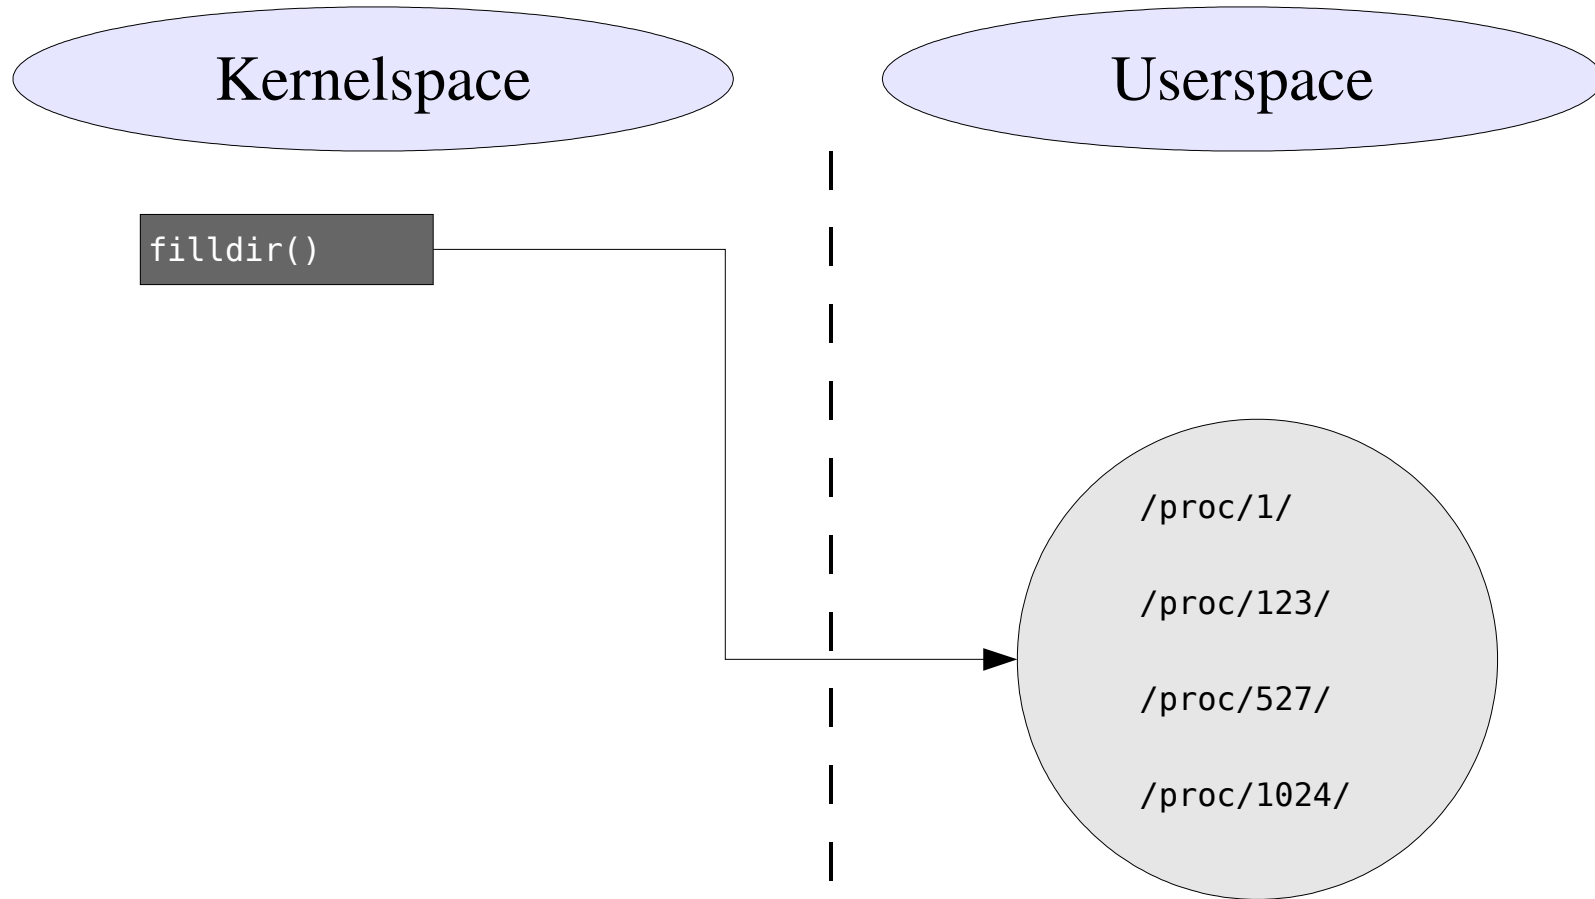 Kernelspace
Userspace
filldir()
/proc/1/
/proc/123/
/proc/527/
/proc/1024/